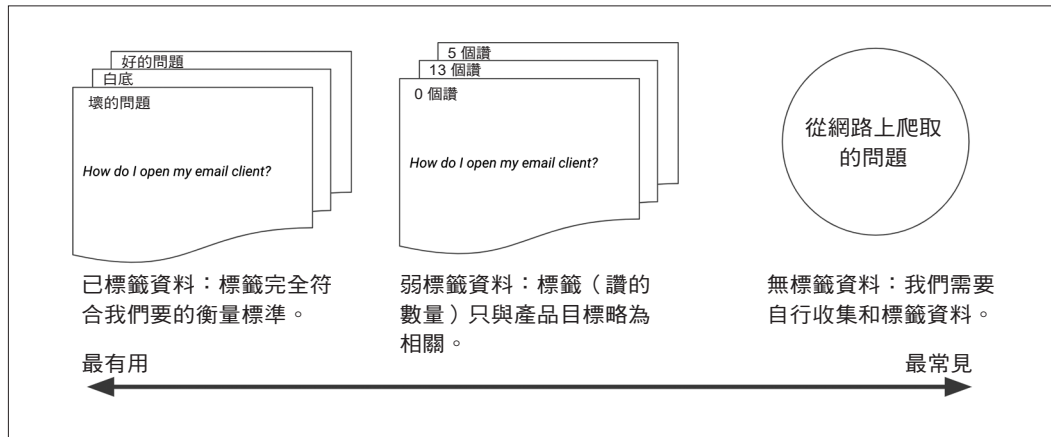 好的問題
白底
壞的問題
How do I open my email client?
已標籤資料：標籤完全符
合我們要的衡量標準。
5 個讚
13 個讚
0 個讚
How do I open my email client?
弱標籤資料：標籤（讚的
數量）只與產品目標略為
相關。
從網路上爬取
的問題
無標籤資料：我們需要
自行收集和標籤資料。
最有用
最常見